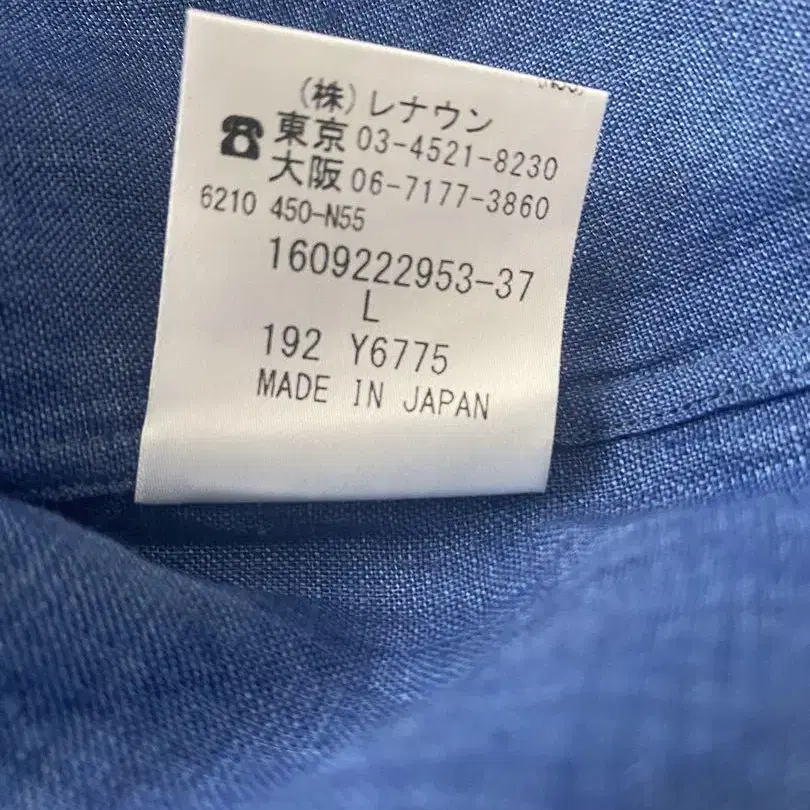 (株)レナウン
☎東京 03-4521-8230
大阪 06-7177-3860
6210 450-N55
1609222953-37
L
192 Y6775
MADE IN JAPAN